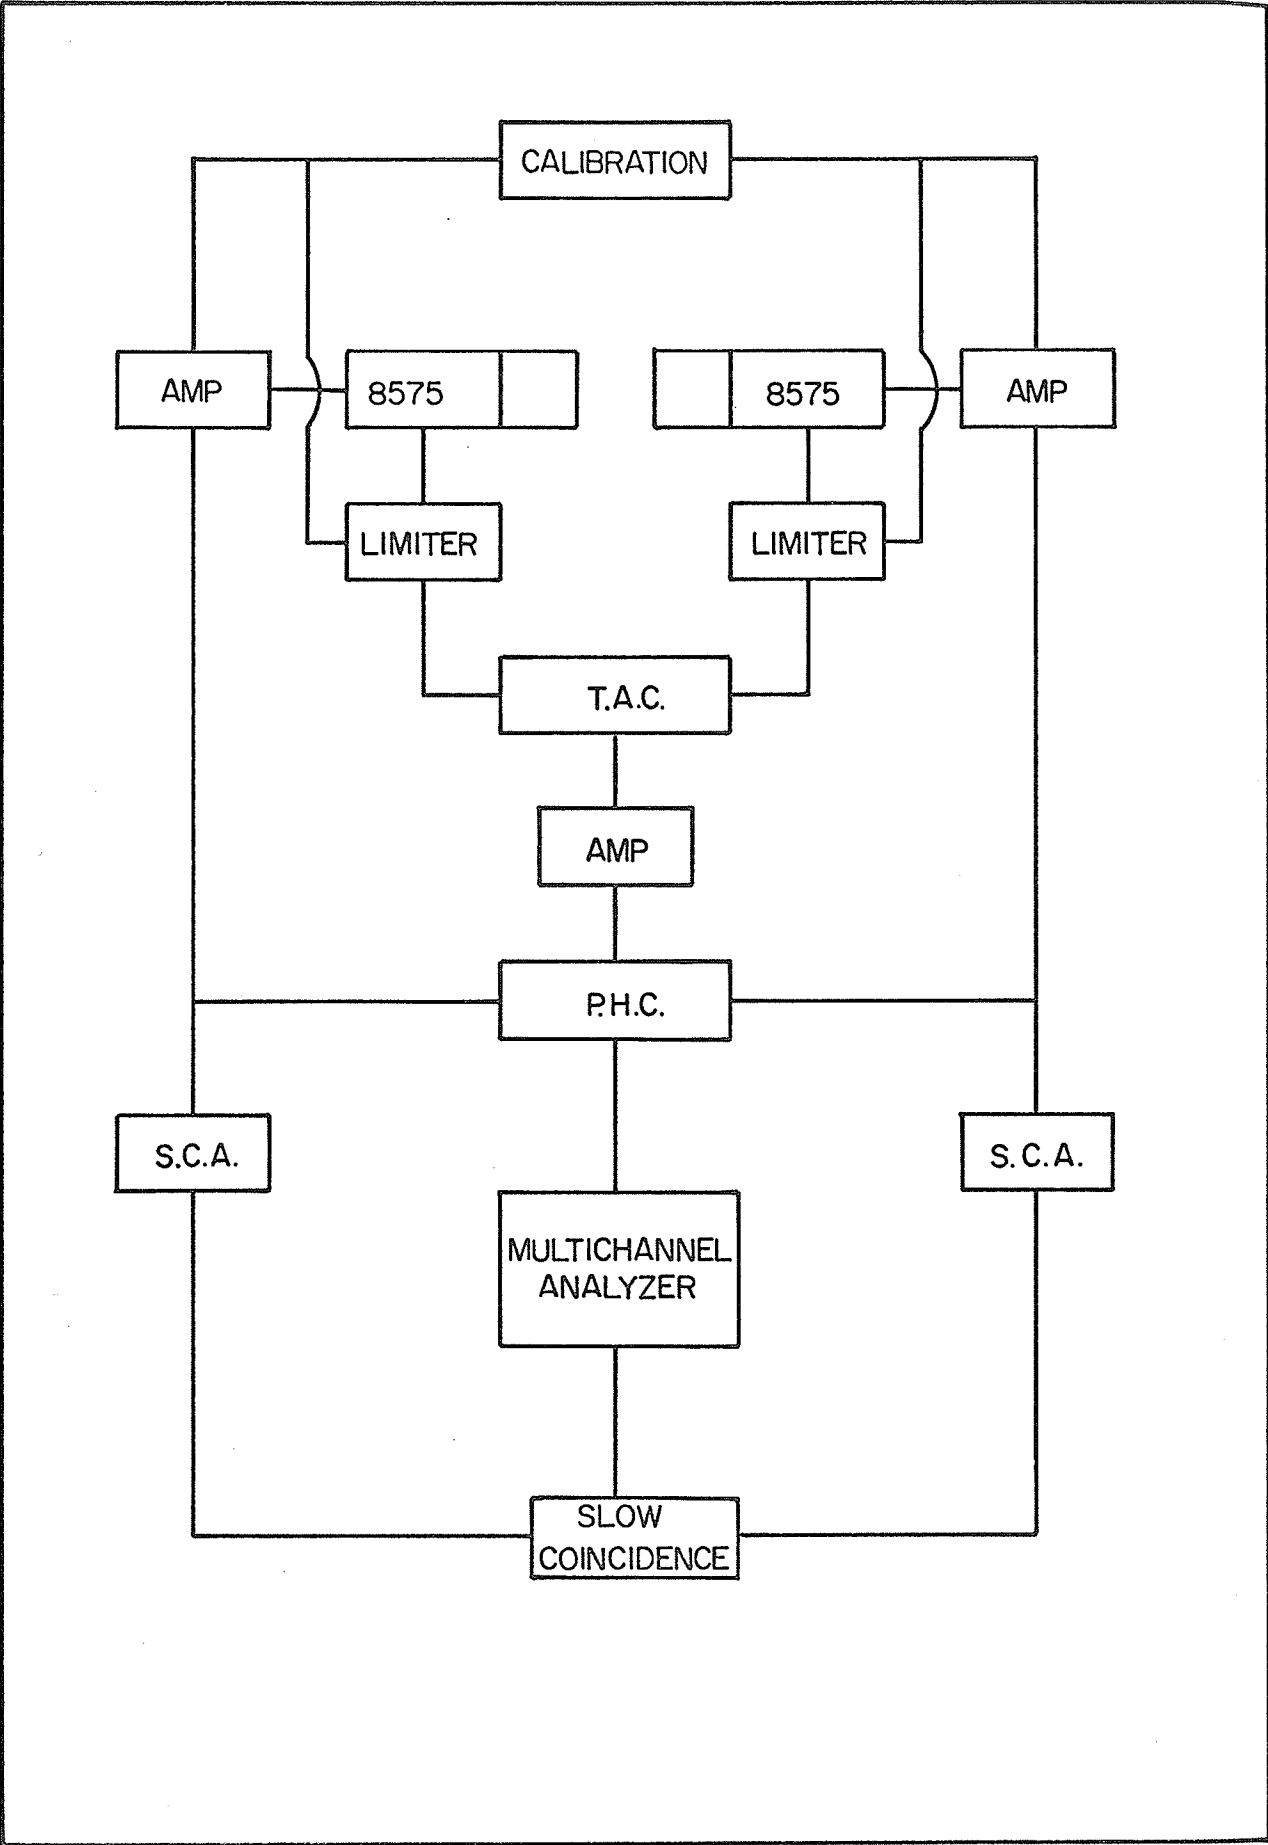 CALIBRATION
AMP
8575
8575
AMP
LIMITER
LIMITER
T.A.C.
AMP
P.H.C.
S.C.A.
S.C.A.
MULTICHANNEL
ANALYZER
SLOW
COINCIDENCE